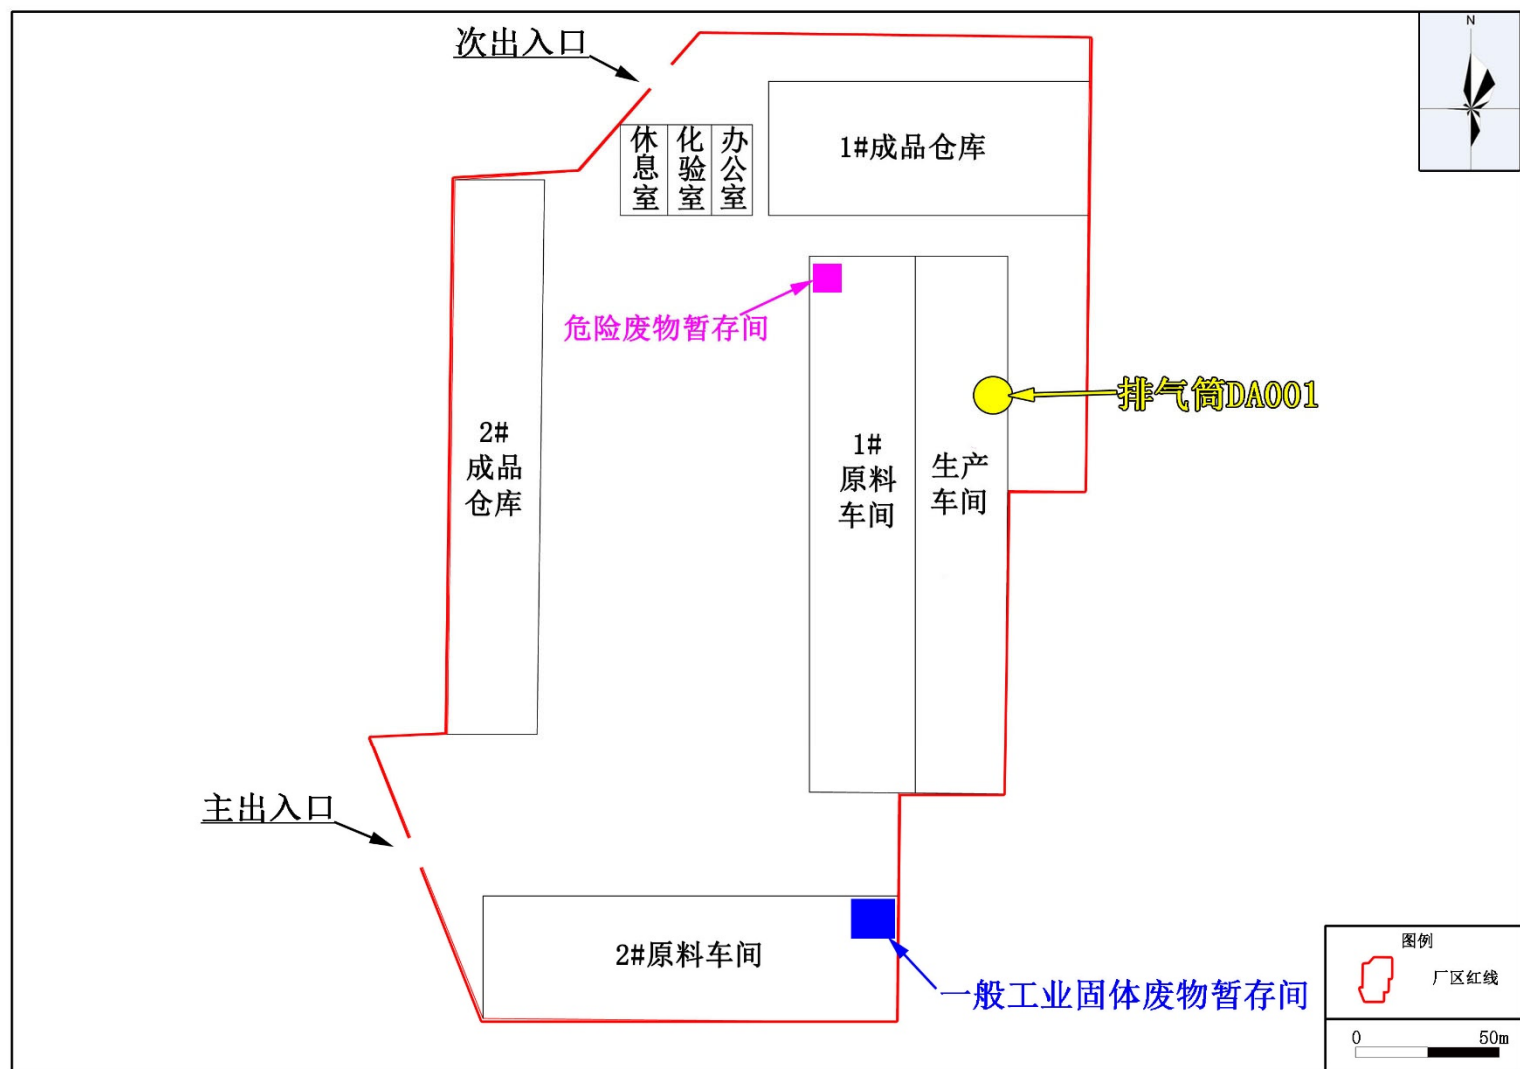 次出入口
N
休息室
化验室
办公室
1#成品仓库
危险废物暂存间
排气筒DA001
2#
成品
仓库
1#
原料
车间
生产
车间
主出入口
2#原料车间
一般工业固体废物暂存间
图例
厂区红线
0
50m